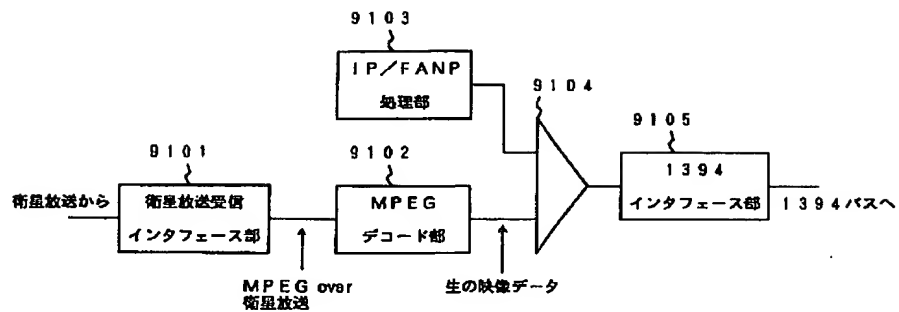 9103
IP/FANP
処理部
9104
9105
1394
インタフェース部
1394バスへ
9101
衛星放送から
衛星放送受信
インタフェース部
9102
MPEG
デコード部
MPEG over
衛星放送
生の映像データ